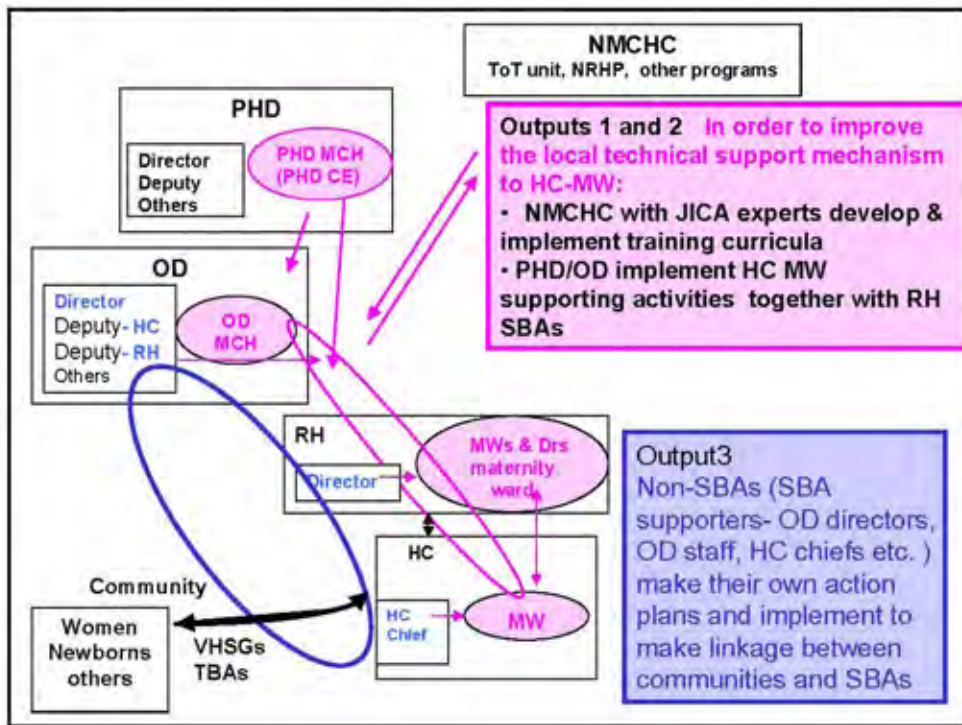 NMCHC
ToT unit, NRHP, other programs
PHD
Director
Deputy
Others
PHD MCH
(PHD CE)
Outputs 1 and 2 In order to improve
the local technical support mechanism
to HC-MW:
• NMCHC with JICA experts develop &
implement training curricula
• PHD/OD implement HC MW
supporting activities together with RH
SBAs
OD
Director
Deputy- HC
Deputy- RH
Others
OD
MCH
RH
Director
MWs & Drs
maternity
ward
HC
HC
Chief
MW
Community
Women
Newborns
others
VHSGs
TBAs
Output3
Non-SBAs (SBA
supporters- OD directors,
OD staff, HC chiefs etc. )
make their own action
plans and implement to
make linkage between
communities and SBAs